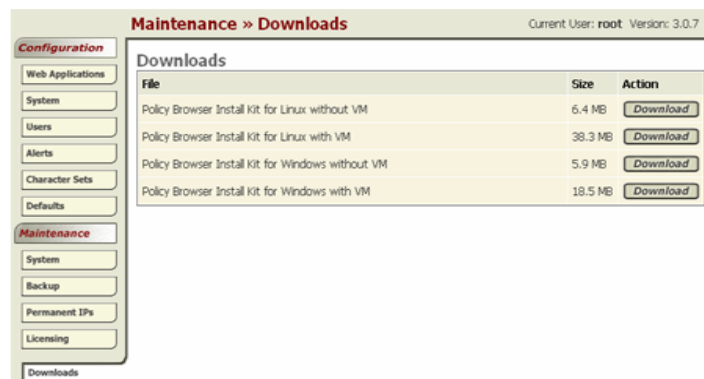 Maintenance » Downloads
Current User: root Version: 3.0.7
Configuration
Web Applications
System
Users
Alerts
Character Sets
Defaults
Maintenance
System
Backup
Permanent IPs
Licensing
Downloads
Downloads
File Size Action
Policy Browser Install Kit for Linux without VM 6.4 MB Download
Policy Browser Install Kit for Linux with VM 38.3 MB Download
Policy Browser Install Kit for Windows without VM 5.9 MB Download
Policy Browser Install Kit for Windows with VM 18.5 MB Download